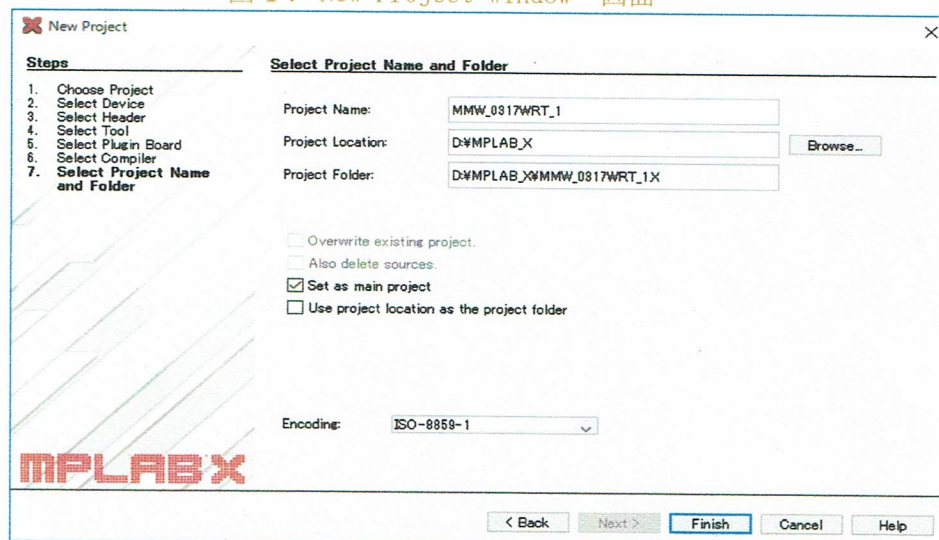 New Project
Steps
1. Choose Project
2. Select Device
3. Select Header
4. Select Tool
5. Select Plugin Board
6. Select Compiler
7. Select Project Name
and Folder
Select Project Name and Folder
Project Name: MMW_0317WRT_1
Project Location: D:¥MPLAB_X Browse...
Project Folder: D:¥MPLAB_X¥MMW_0317WRT_1.X
Overwrite existing project.
Also delete sources.
Set as main project
Use project location as the project folder
Encoding: ISO-8859-1
MPLAB X
< Back Next > Finish Cancel Help